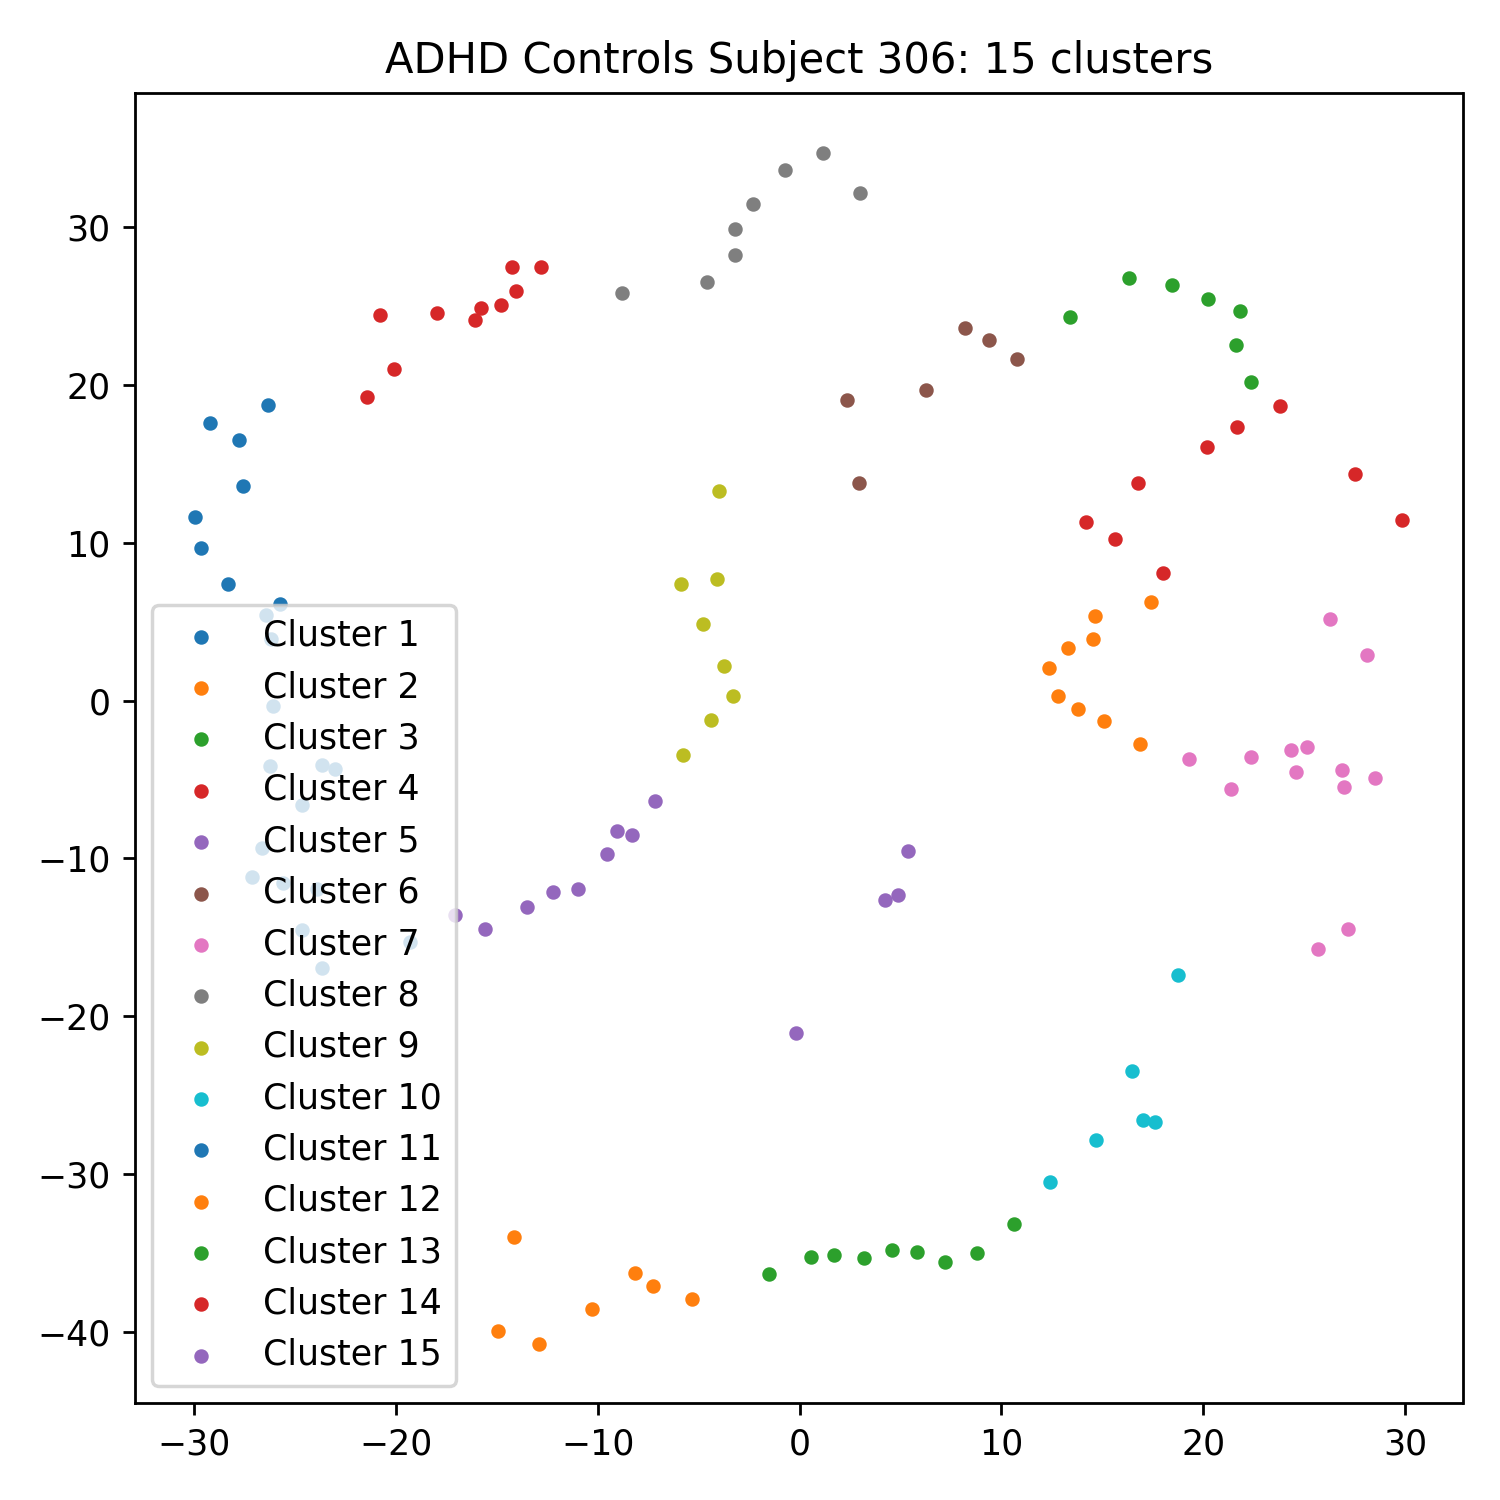 ADHD Controls Subject 306: 15 clusters
30
20
10
0
−10
−20
−30
−40
Cluster 1
Cluster 2
Cluster 3
Cluster 4
Cluster 5
Cluster 6
Cluster 7
Cluster 8
Cluster 9
Cluster 10
Cluster 11
Cluster 12
Cluster 13
Cluster 14
Cluster 15
−30 −20 −10 0 10 20 30